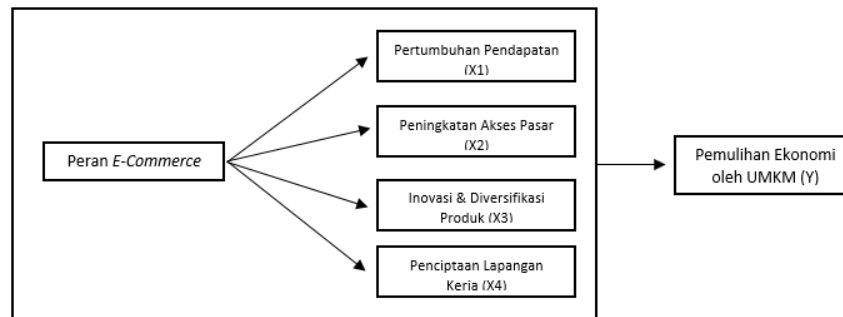 Pertumbuhan Pendapatan
(X1)
Peningkatan Akses Pasar
(X2)
Peran E-Commerce
Inovasi & Diversifikasi
Produk (X3)
Penciptaan Lapangan
Kerja (X4)
Pemulihan Ekonomi
oleh UMKM (Y)